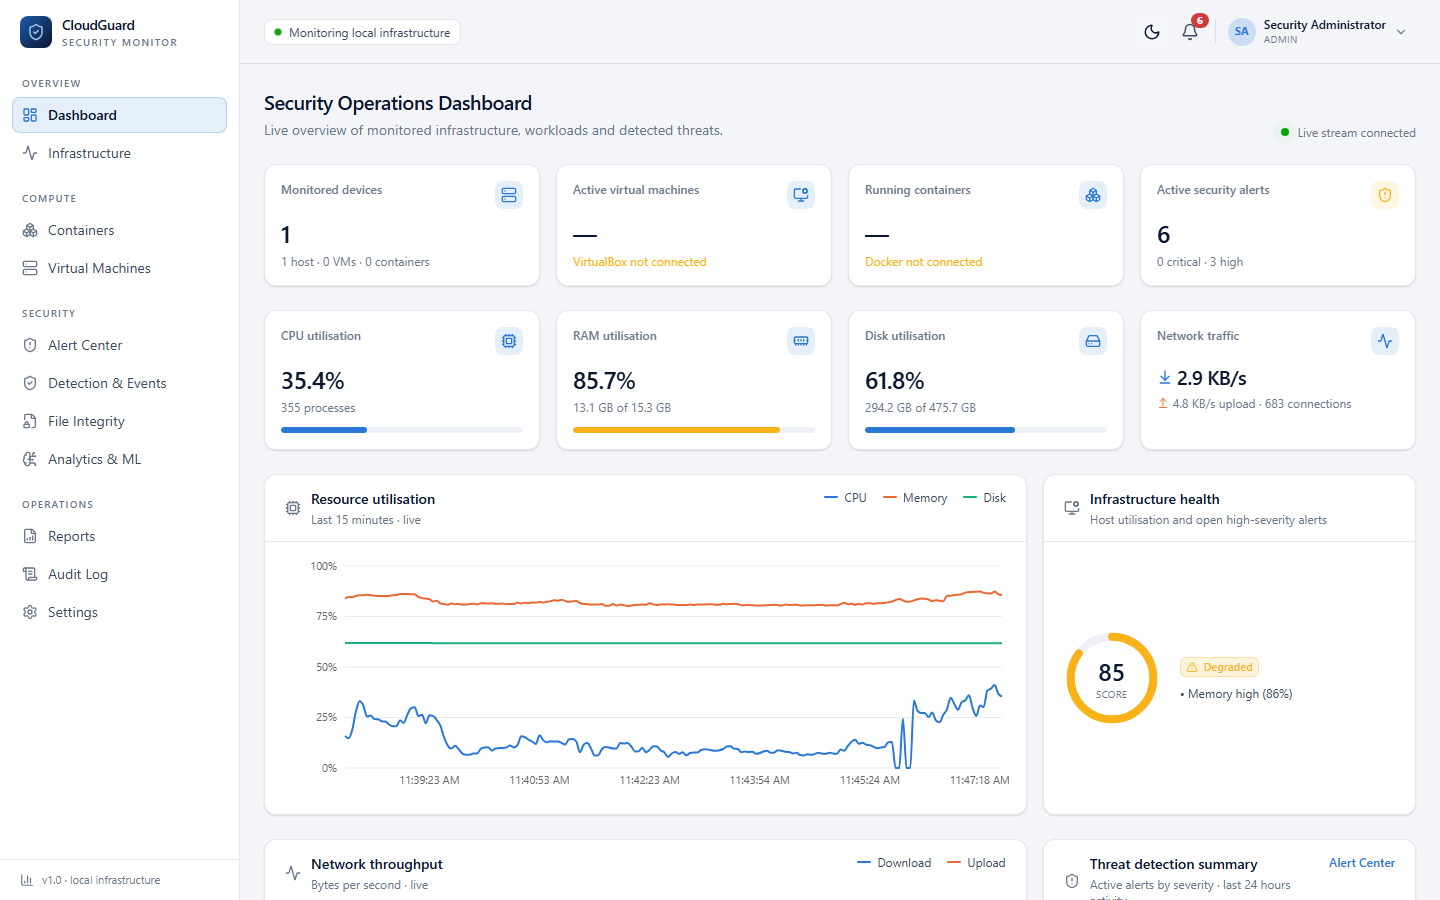 CloudGuard
SECURITY MONITOR
OVERVIEW
Dashboard
Infrastructure
COMPUTE
Containers
Virtual Machines
SECURITY
Alert Center
Detection & Events
File Integrity
Analytics & ML
OPERATIONS
Reports
Audit Log
Settings
v1.0 · local infrastructure
Monitoring local infrastructure
6
SA
Security Administrator
ADMIN
Security Operations Dashboard
Live overview of monitored infrastructure, workloads and detected threats.
Live stream connected
Monitored devices
1
1 host · 0 VMs · 0 containers
Active virtual machines
—
VirtualBox not connected
Running containers
—
Docker not connected
Active security alerts
6
0 critical · 3 high
CPU utilisation
35.4%
355 processes
RAM utilisation
85.7%
13.1 GB of 15.3 GB
Disk utilisation
61.8%
294.2 GB of 475.7 GB
Network traffic
2.9 KB/s
4.8 KB/s upload · 683 connections
Resource utilisation
Last 15 minutes · live
CPU Memory Disk
100%
75%
50%
25%
0%
11:39:23 AM 11:40:53 AM 11:42:23 AM 11:43:54 AM 11:45:24 AM 11:47:18 AM
Infrastructure health
Host utilisation and open high-severity alerts
85
SCORE
Degraded
• Memory high (86%)
Network throughput
Bytes per second · live
Download Upload
Threat detection summary
Alert Center
Active alerts by severity · last 24 hours
activity